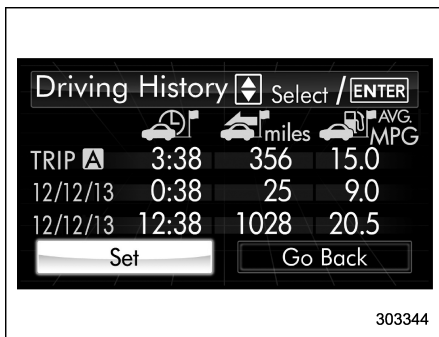 Driving History Select / ENTER
miles AVG. MPG
TRIP A 3:38 356 15.0
12/12/13 0:38 25 9.0
12/12/13 12:38 1028 20.5
Set Go Back
303344